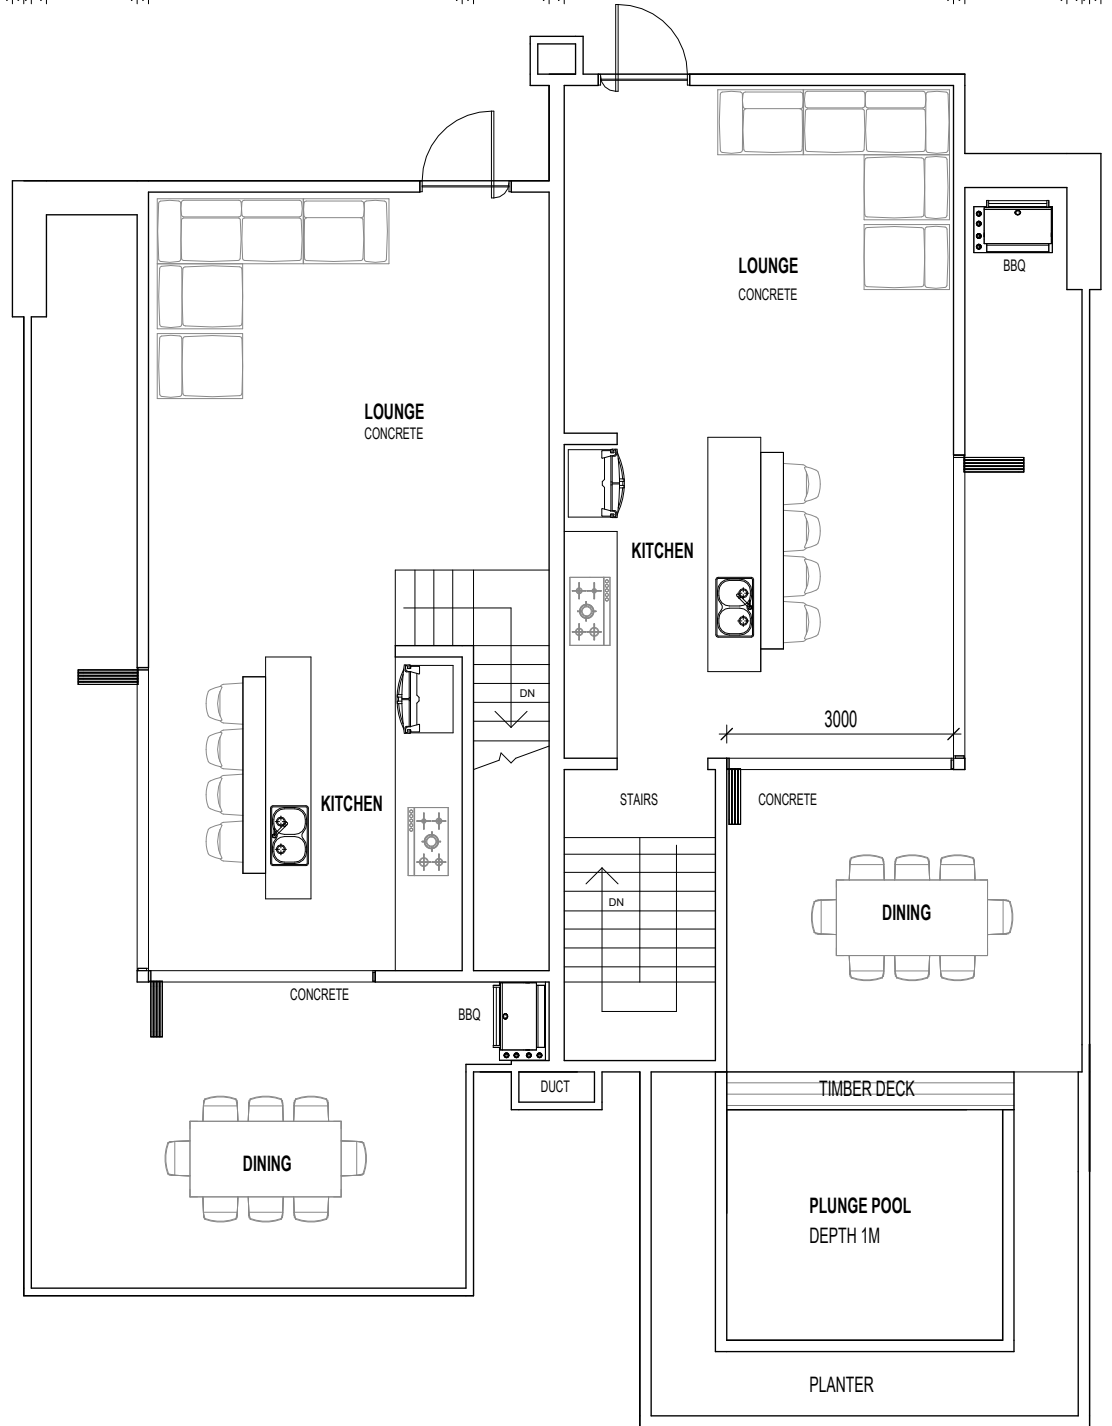 LOUNGE
CONCRETE
BBQ
LOUNGE
CONCRETE
KITCHEN
DN
3000
KITCHEN
STAIRS
CONCRETE
DN
DINING
CONCRETE
BBQ
DUCT
TIMBER DECK
DINING
PLUNGE POOL
DEPTH 1M
PLANTER